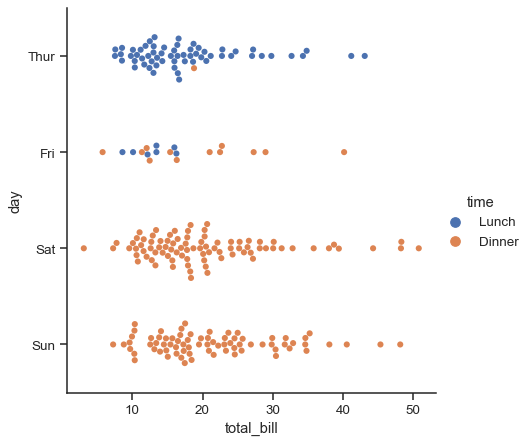 Thur
Fri
Sat
Sun
day
10 20 30 40 50
total_bill
time
Lunch
Dinner